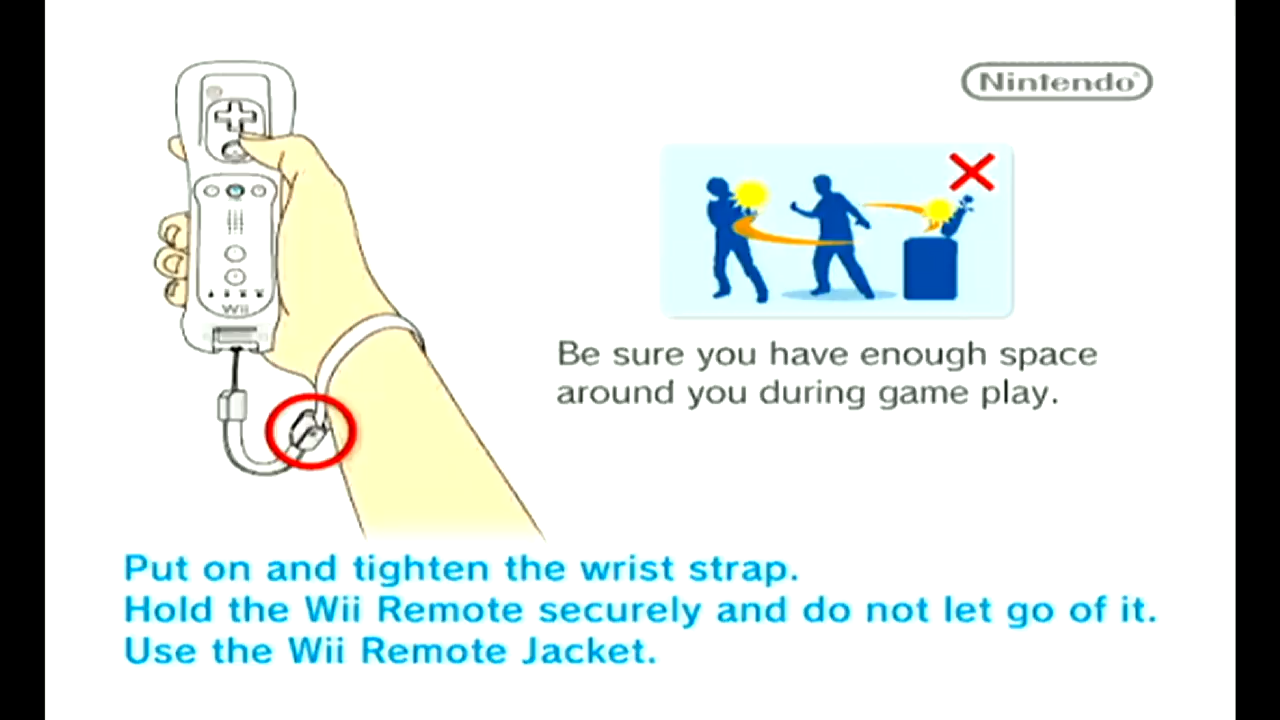 Nintendo
Wii
Be sure you have enough space
around you during game play.
Put on and tighten the wrist strap.
Hold the Wii Remote securely and do not let go of it.
Use the Wii Remote Jacket.